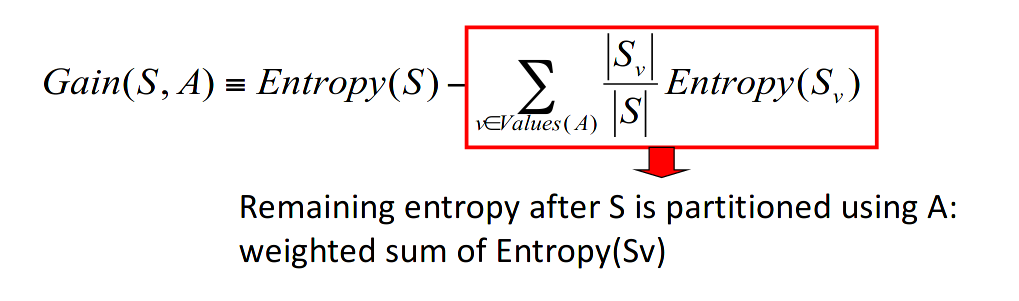 Gain(S, A) ≡ Entropy(S) − ∑ v∈Values(A) |Sv|/|S| Entropy(Sv)
Remaining entropy after S is partitioned using A:
weighted sum of Entropy(Sv)